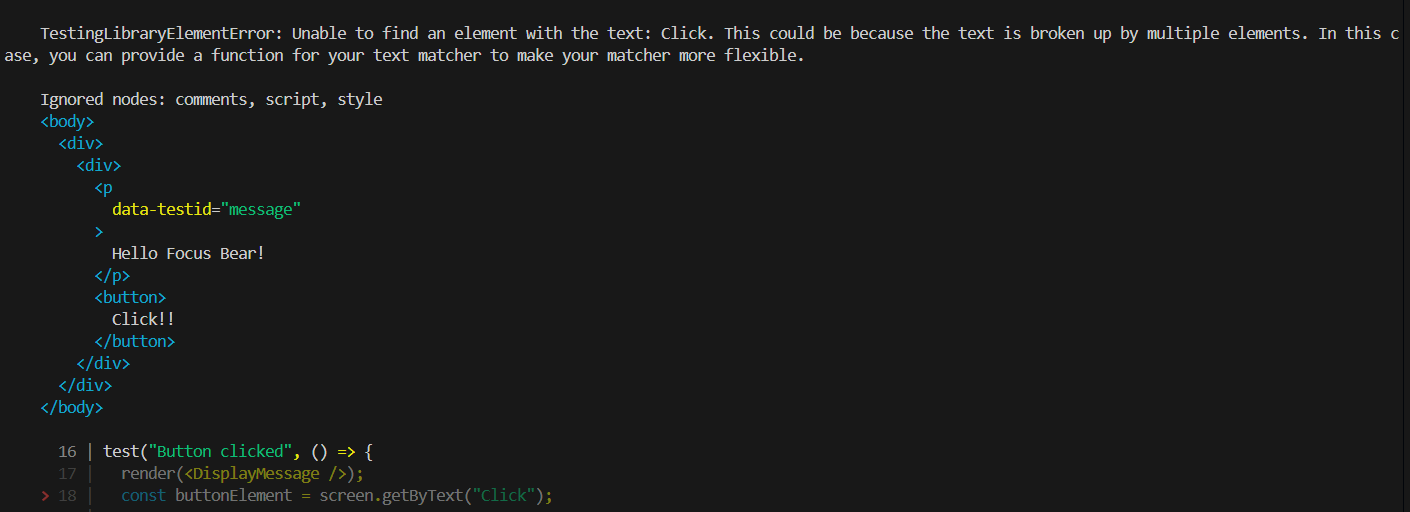 TestingLibraryElementError: Unable to find an element with the text: Click. This could be because the text is broken up by multiple elements. In this c
ase, you can provide a function for your text matcher to make your matcher more flexible.
Ignored nodes: comments, script, style
<body>
<div>
<div>
<p
data-testid="message"
>
Hello Focus Bear!
</p>
<button>
Click!!
</button>
</div>
</div>
</body>
16 | test("Button clicked", () => {
17 | render(<DisplayMessage />);
> 18 | const buttonElement = screen.getByText("Click");